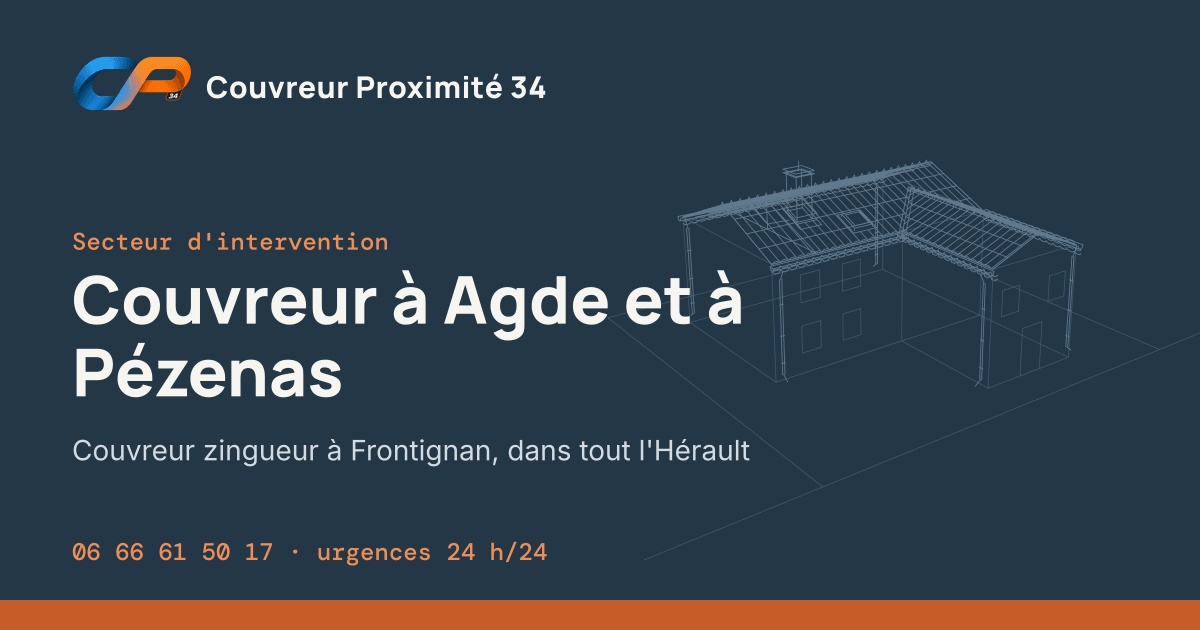 CP
34
Couvreur Proximité 34
Secteur d'intervention
Couvreur à Agde et à
Pézenas
Couvreur zingueur à Frontignan, dans tout l'Hérault
06 66 61 50 17 · urgences 24 h/24